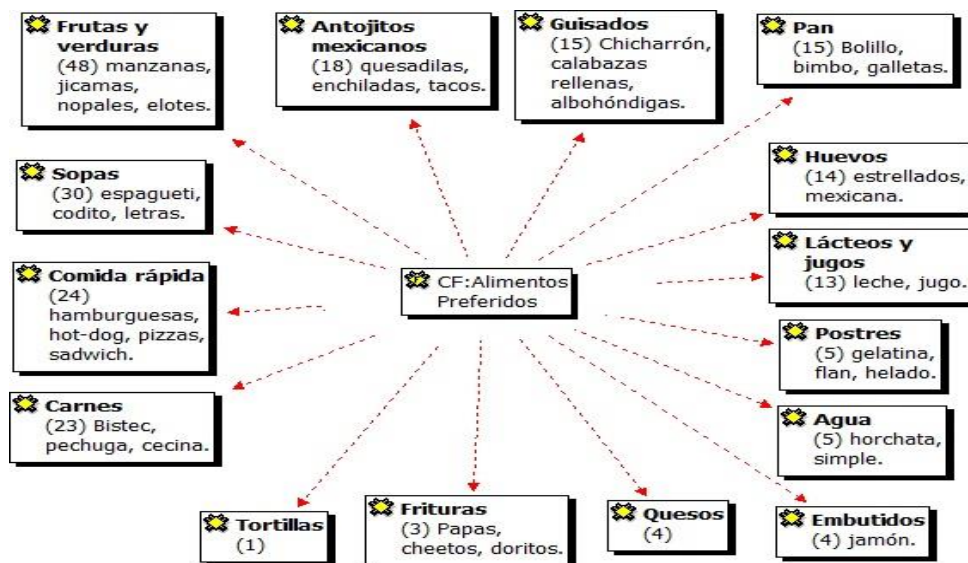 Frutas y
verduras
(48) manzanas,
jicamas,
nopales, elotes.
Antojitos
mexicanos
(18) quesadilas,
enchiladas, tacos.
Guisados
(15) Chicharrón,
calabazas
rellenas,
albohóndigas.
Pan
(15) Bolillo,
bimbo, galletas.
Sopas
(30) espagueti,
codito, letras.
Huevos
(14) estrellados,
mexicana.
Comida rápida
(24)
hamburguesas,
hot-dog, pizzas,
sadwich.
CF:Alimentos
Preferidos
Lácteos y
jugos
(13) leche, jugo.
Postres
(5) gelatina,
flan, helado.
Carnes
(23) Bistec,
pechuga, cecina.
Agua
(5) horchata,
simple.
Tortillas
(1)
Frituras
(3) Papas,
cheetos, doritos.
Quesos
(4)
Embutidos
(4) jamón.